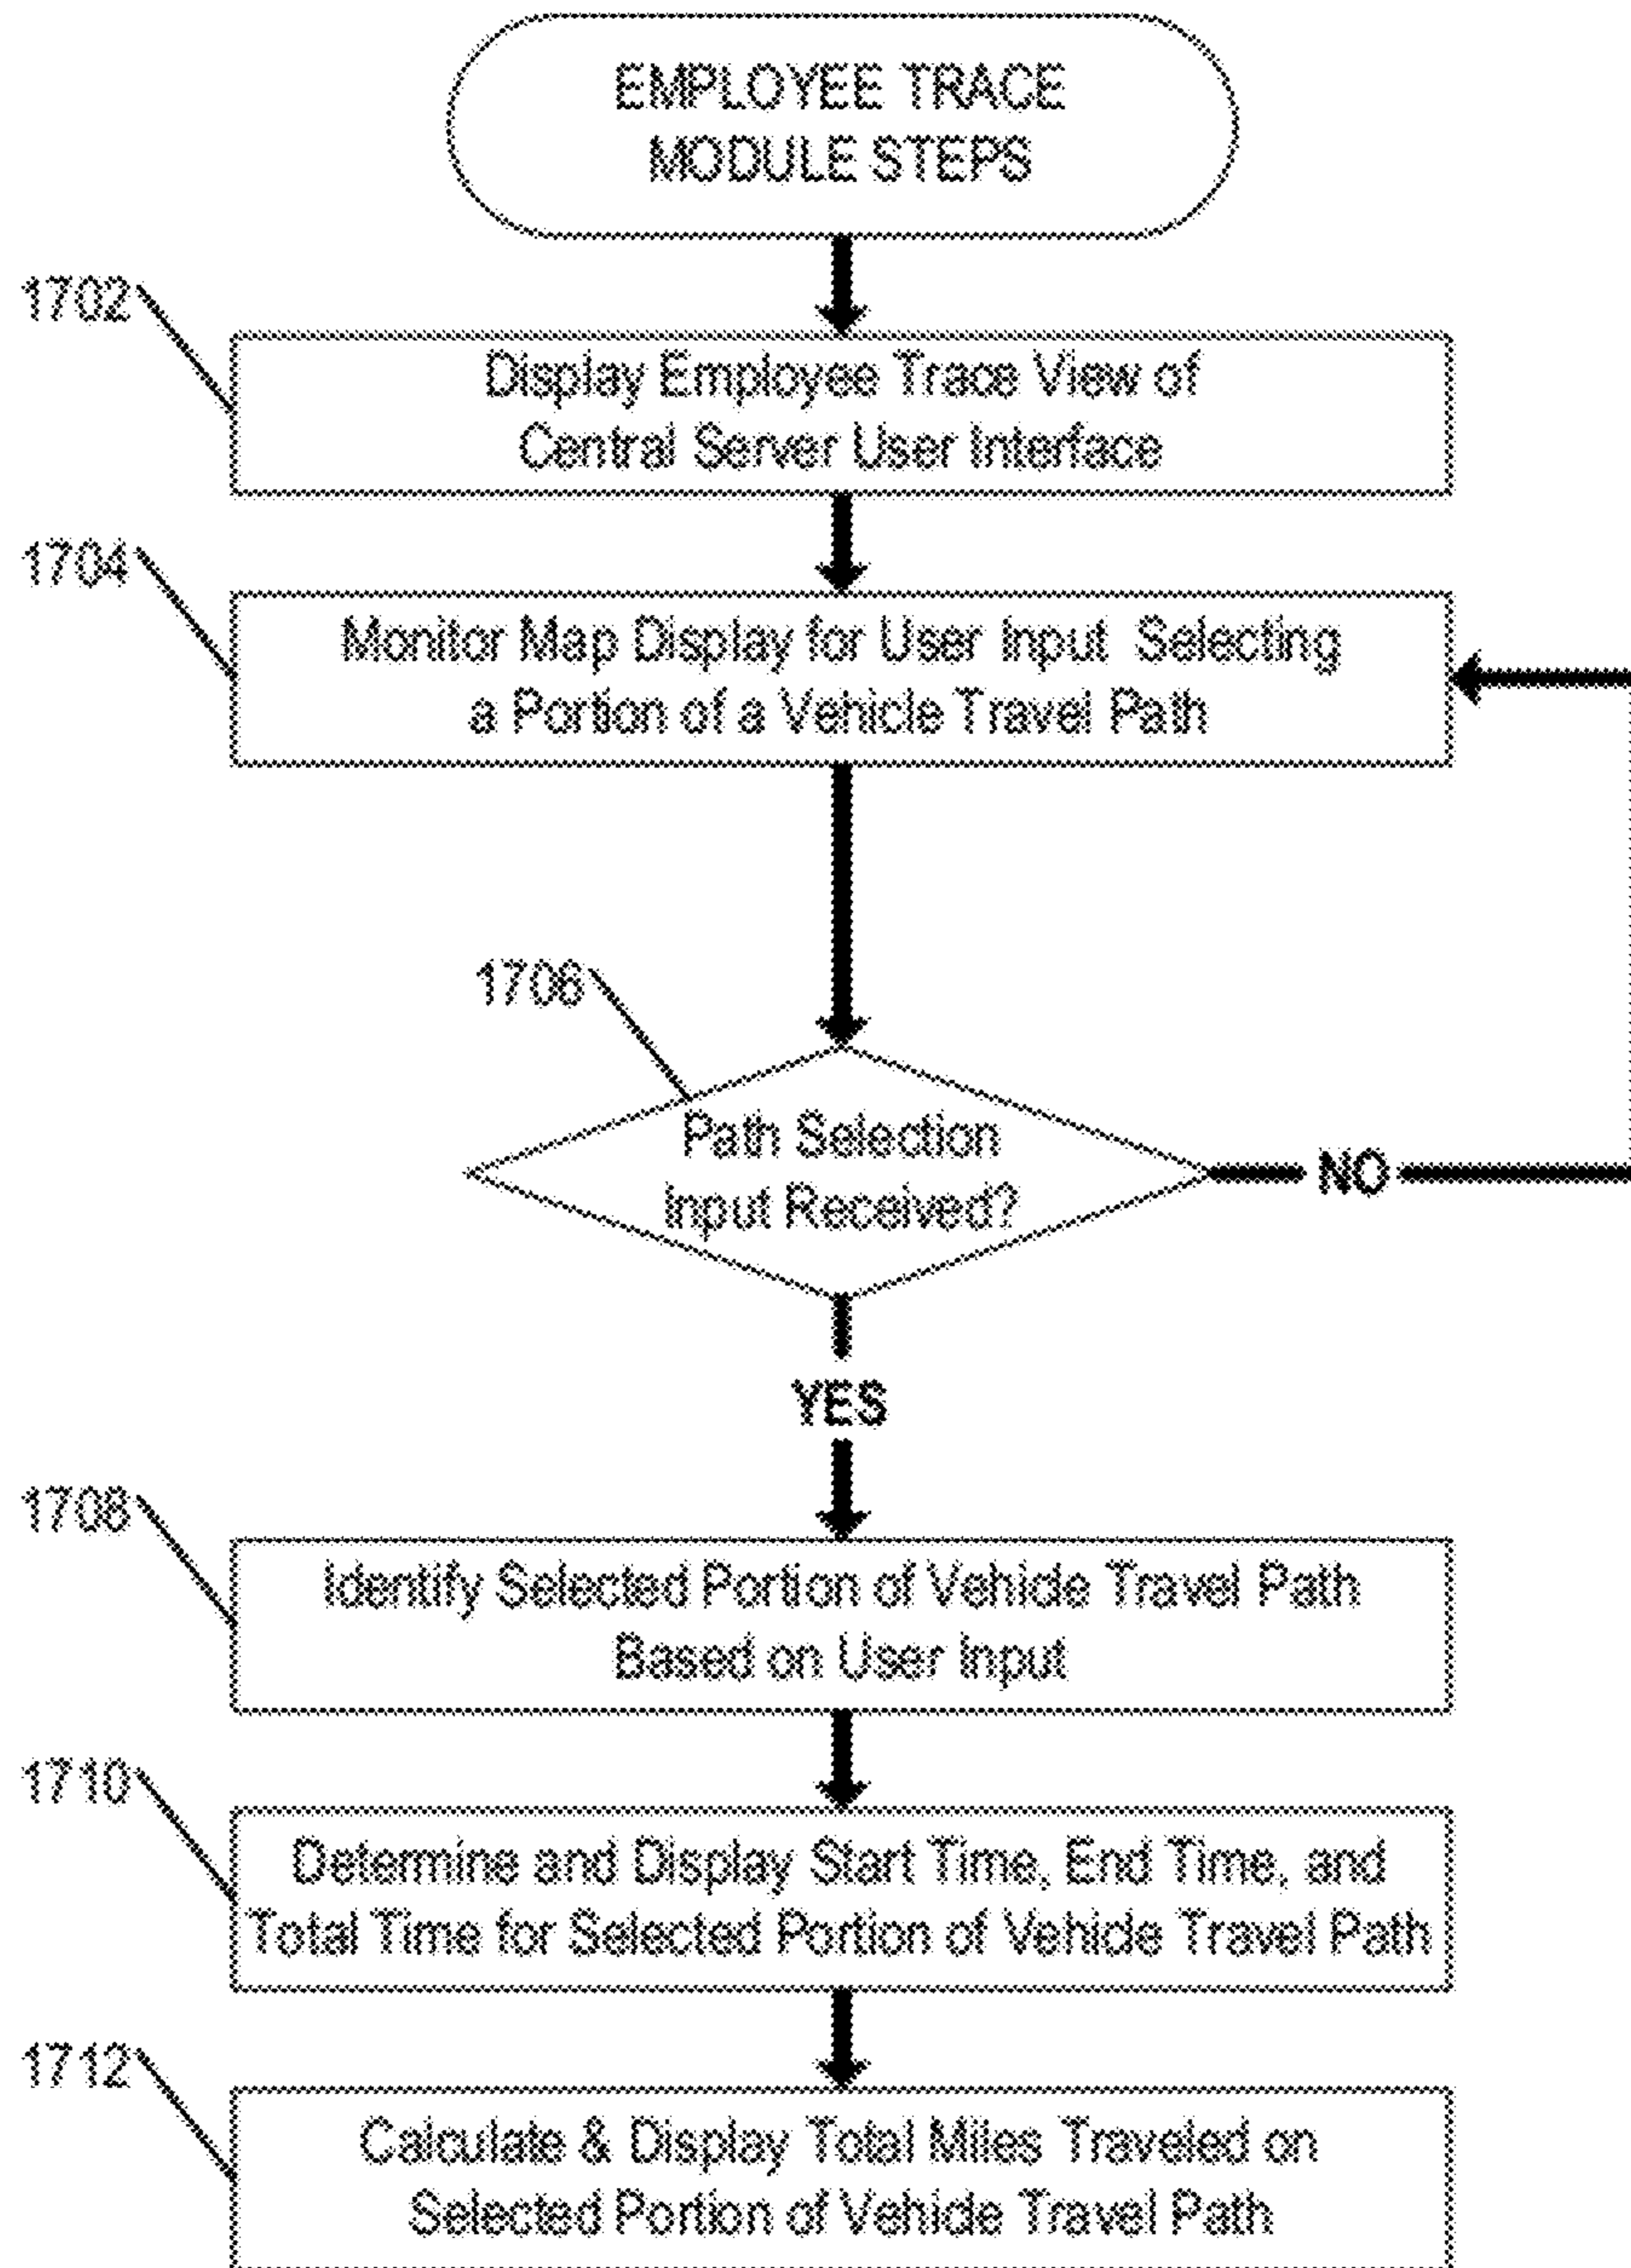 EMPLOYEE TRACE
MODULE STEPS
1702
Display Employee Trace View of
Central Server User Interface
1704
Monitor Map Display for User Input Selecting
a Portion of a Vehicle Travel Path
1706
Path Selection
Input Received?
NO
YES
1708
Identify Selected Portion of Vehicle Travel Path
Based on User Input
1710
Determine and Display Start Time, End Time, and
Total Time for Selected Portion of Vehicle Travel Path
1712
Calculate & Display Total Miles Traveled on
Selected Portion of Vehicle Travel Path